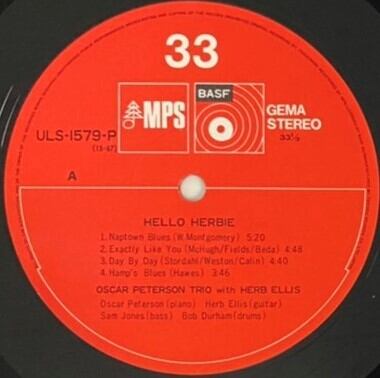 33
MPS
BASF
GEMA
STEREO
33⅓
ULS-1579-P
(13-67)
A
HELLO HERBIE
1. Naptown Blues (W. Montgomery) 5:20
2. Exactly Like You (McHugh/Fields/Beda) 4:48
3. Day By Day (Stordahl/Weston/Calin) 4:40
4. Hamp's Blues (Hawes) 3:46
OSCAR PETERSON TRIO with HERB ELLIS
Oscar Peterson (piano) Herb Ellis (guitar)
Sam Jones (bass) Bob Durham (drums)